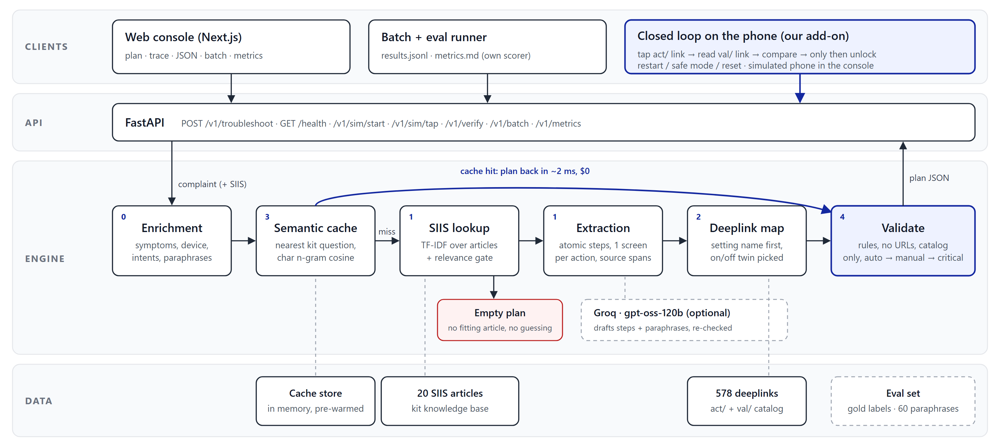 CLIENTS
Web console (Next.js)
plan · trace · JSON · batch · metrics
Batch + eval runner
results.jsonl · metrics.md (own scorer)
Closed loop on the phone (our add-on)
tap act/ link → read val/ link → compare → only then unlock
restart / safe mode / reset · simulated phone in the console
API
FastAPI
POST /v1/troubleshoot · GET /health · /v1/sim/start · /v1/sim/tap · /v1/verify · /v1/batch · /v1/metrics
ENGINE
cache hit: plan back in ~2 ms, $0
complaint (+ SIIS)
plan JSON
0
Enrichment
symptoms, device,
intents, paraphrases
3
Semantic cache
nearest kit question,
char n-gram cosine
miss
1
SIIS lookup
TF-IDF over articles
+ relevance gate
1
Extraction
atomic steps, 1 screen
per action, source spans
2
Deeplink map
setting name first,
on/off twin picked
4
Validate
rules, no URLs, catalog
only, auto → manual → critical
Empty plan
no fitting article, no guessing
Groq · gpt-oss-120b (optional)
drafts steps + paraphrases, re-checked
DATA
Cache store
in memory, pre-warmed
20 SIIS articles
kit knowledge base
578 deeplinks
act/ + val/ catalog
Eval set
gold labels · 60 paraphrases